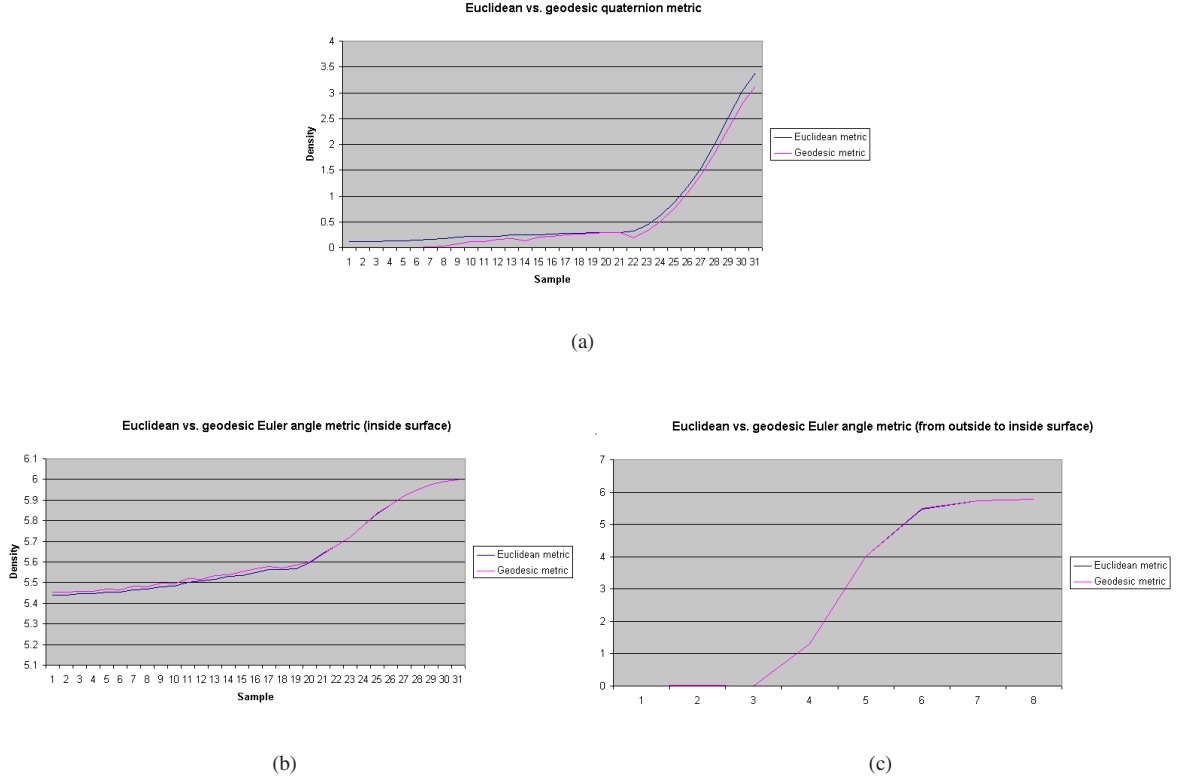 Euclidean vs. geodesic quaternion metric
4
3.5
3
2.5
2
1.5
1
0.5
0
Density
1 2 3 4 5 6 7 8 9 10 11 12 13 14 15 16 17 18 19 20 21 22 23 24 25 26 27 28 29 30 31
Sample
Euclidean metric
Geodesic metric
(a)
Euclidean vs. geodesic Euler angle metric (inside surface)
6.1
6
5.9
5.8
5.7
5.6
5.5
5.4
5.3
5.2
5.1
Density
1 2 3 4 5 6 7 8 9 10 11 12 13 14 15 16 17 18 19 20 21 22 23 24 25 26 27 28 29 30 31
Sample
Euclidean metric
Geodesic metric
(b)
Euclidean vs. geodesic Euler angle metric (from outside to inside surface)
7
6
5
4
3
2
1
0
1 2 3 4 5 6 7 8
Euclidean metric
Geodesic metric
(c)